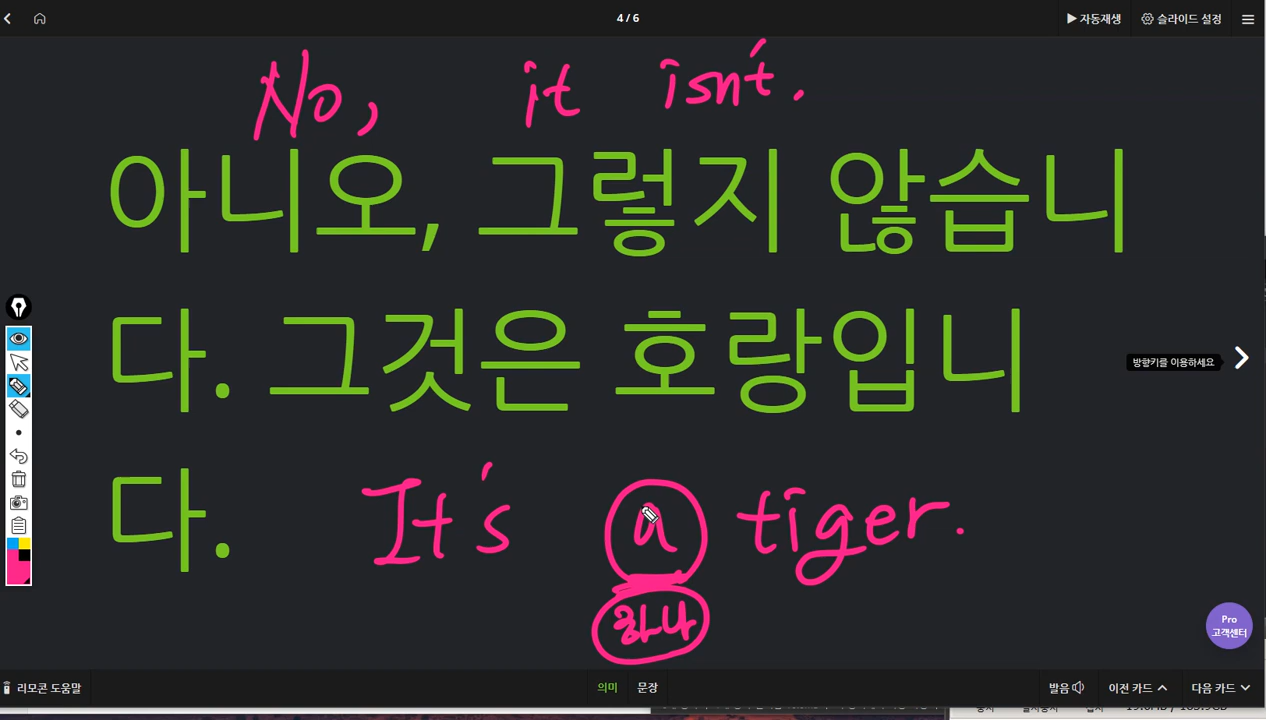 4 / 6
▶ 자동재생
슬라이드 설정
No, it isn't.
아니오, 그렇지 않습니
다. 그것은 호랑입니
다.
It's a tiger.
하나
방향키를 이용하세요
Pro
고객센터
리모콘 도움말
의미
문장
발음
이전 카드
다음 카드